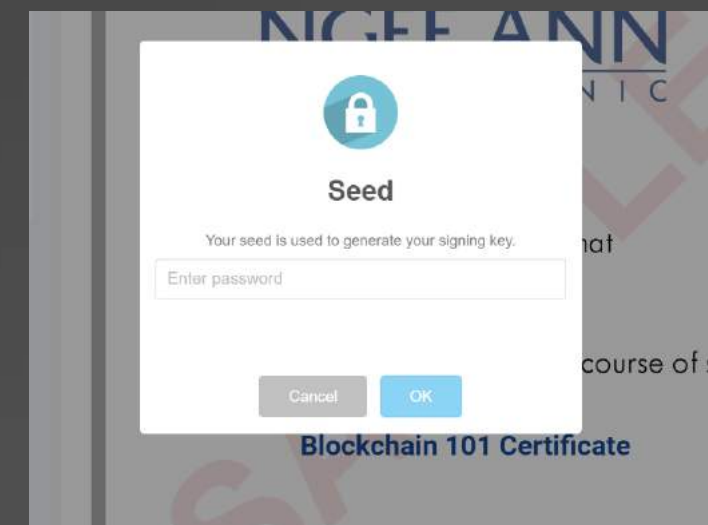 NGEE ANN
NIC
Seed
Your seed is used to generate your signing key.
hat
Enter password
course of
Cancel
OK
Blockchain 101 Certificate